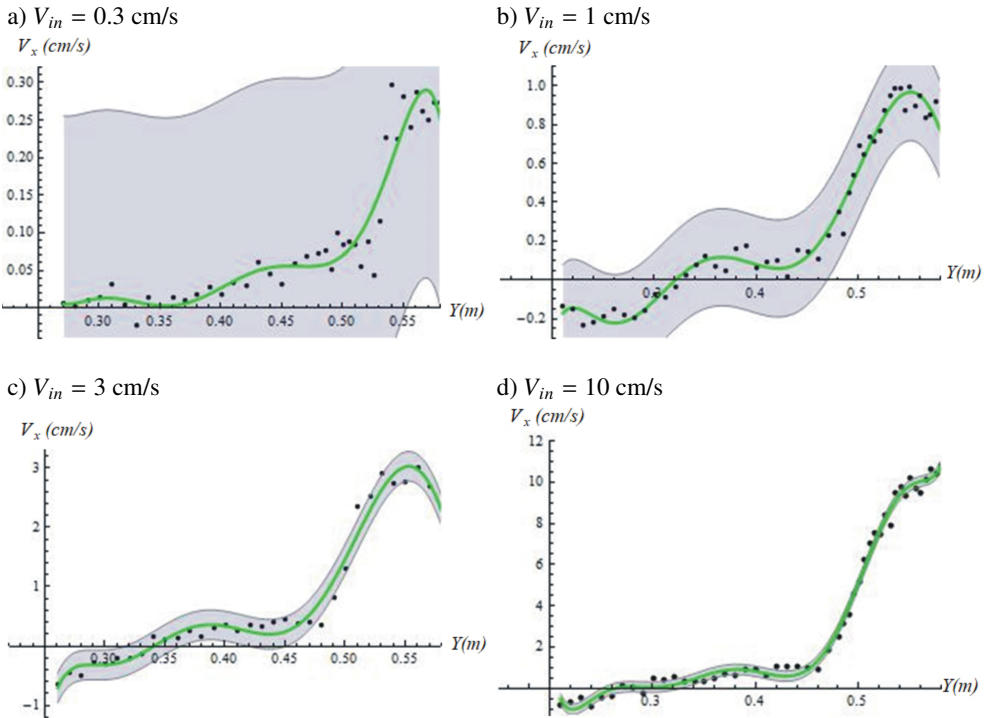 a) V_in = 0.3 cm/s
V_x (cm/s)
0.30
0.25
0.20
0.15
0.10
0.05
0.30 0.35 0.40 0.45 0.50 0.55
Y(m)
b) V_in = 1 cm/s
V_x (cm/s)
1.0
0.8
0.6
0.4
0.2
−0.2
0.3 0.4 0.5
Y(m)
c) V_in = 3 cm/s
V_x (cm/s)
3
2
1
−1
0.30 0.35 0.40 0.45 0.50 0.55
Y(m)
d) V_in = 10 cm/s
V_x (cm/s)
12
10
8
6
4
2
0.3 0.4 0.5
Y(m)